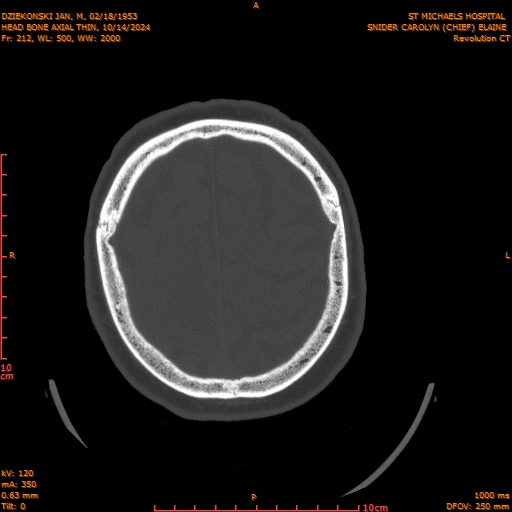 A
DZIEKONSKI JAN, M, 02/18/1953
HEAD BONE AXIAL THIN, 10/14/2024
Fr: 212, WL: 500, WW: 2000
ST MICHAELS HOSPITAL
SNIDER CAROLYN (CHIEF) ELAINE
Revolution CT
R
L
10
cm
kV: 120
mA: 350
0.63 mm
Tilt: 0
P
10cm
1000 ms
DFOV: 250 mm